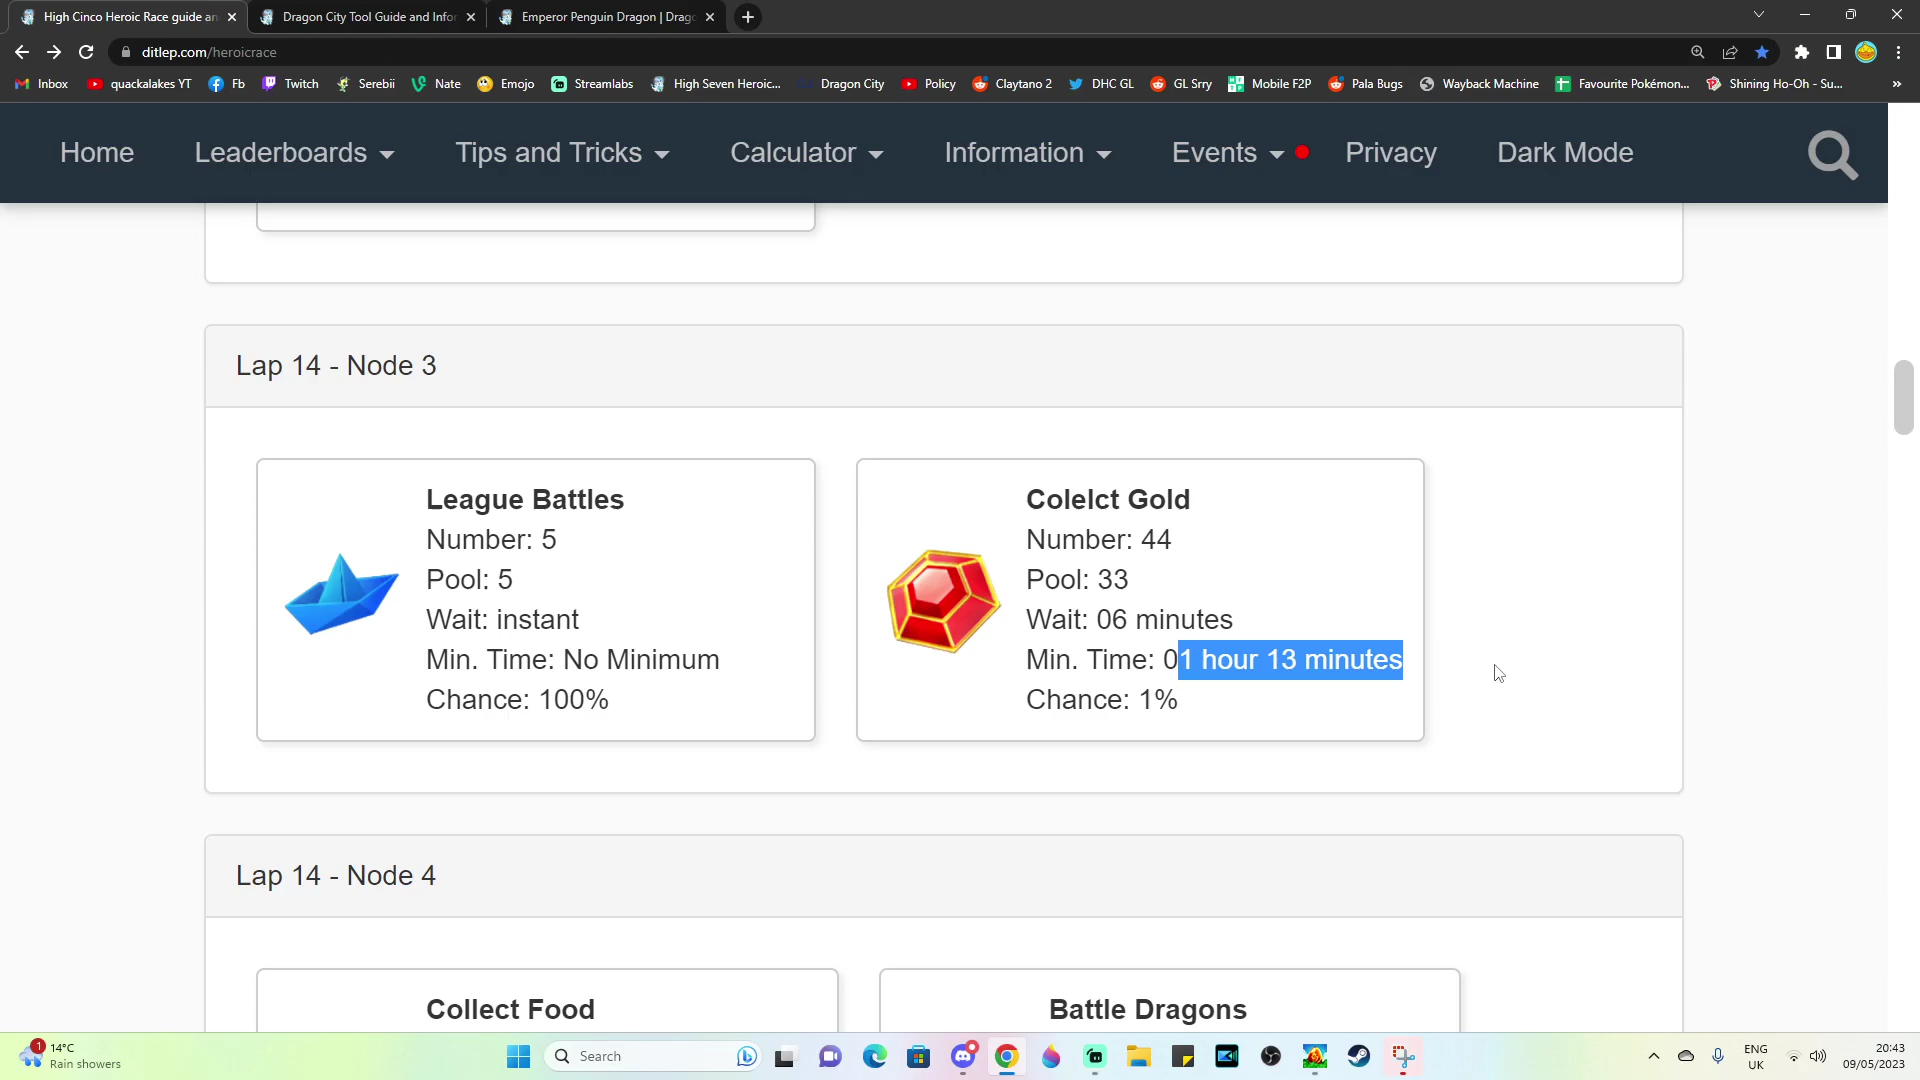 High Cinco Heroic Race guide an
Dragon City Tool Guide and Infor
Emperor Penguin Dragon | Drago
ditlep.com/heroicrace
Inbox quackalakes YT Fb Twitch Serebii Nate Emojo Streamlabs High Seven Heroic... Dragon City Policy Claytano 2 DHC GL GL Srry Mobile F2P Pala Bugs Wayback Machine Favourite Pokémon... Shining Ho-Oh - Su... »
Home Leaderboards Tips and Tricks Calculator Information Events Privacy Dark Mode
Lap 14 - Node 3
League Battles
Number: 5
Pool: 5
Wait: instant
Min. Time: No Minimum
Chance: 100%
Colelct Gold
Number: 44
Pool: 33
Wait: 06 minutes
Min. Time: 01 hour 13 minutes
Chance: 1%
Lap 14 - Node 4
Collect Food
Battle Dragons
1
14°C
Rain showers
Search
ENG
UK
20:43
09/05/2023